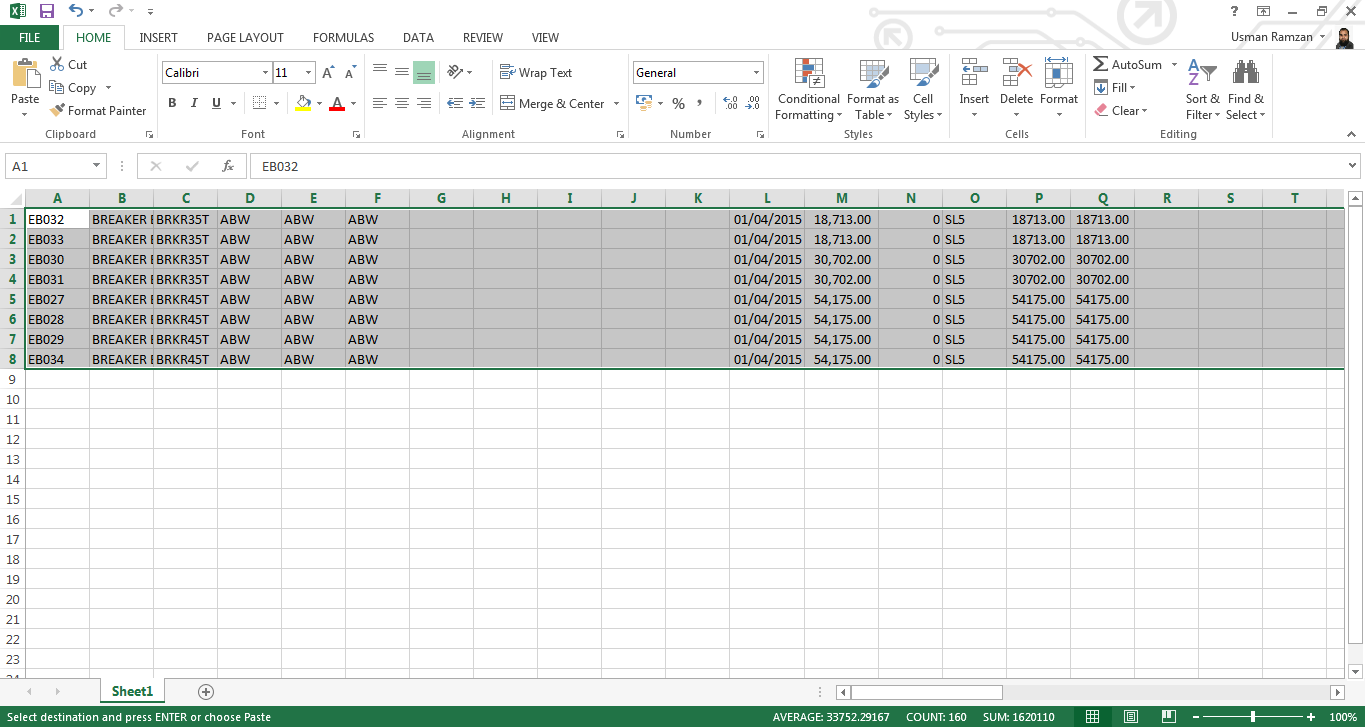 ?
FILE HOME INSERT PAGE LAYOUT FORMULAS DATA REVIEW VIEW Usman Ramzan
Paste Cut Copy Format Painter
Calibri 11 A A
B I U A
Wrap Text
Merge & Center
General
% ,
Conditional Formatting Format as Table Cell Styles
Insert Delete Format
AutoSum Fill Clear
Sort & Filter Find & Select
Clipboard Font Alignment Number Styles Cells Editing
A1 fx EB032
A B C D E F G H I J K L M N O P Q R S T
1 EB032 BREAKER BRKR35T ABW ABW ABW 01/04/2015 18,713.00 0 SL5 18713.00 18713.00
2 EB033 BREAKER BRKR35T ABW ABW ABW 01/04/2015 18,713.00 0 SL5 18713.00 18713.00
3 EB030 BREAKER BRKR35T ABW ABW ABW 01/04/2015 30,702.00 0 SL5 30702.00 30702.00
4 EB031 BREAKER BRKR35T ABW ABW ABW 01/04/2015 30,702.00 0 SL5 30702.00 30702.00
5 EB027 BREAKER BRKR45T ABW ABW ABW 01/04/2015 54,175.00 0 SL5 54175.00 54175.00
6 EB028 BREAKER BRKR45T ABW ABW ABW 01/04/2015 54,175.00 0 SL5 54175.00 54175.00
7 EB029 BREAKER BRKR45T ABW ABW ABW 01/04/2015 54,175.00 0 SL5 54175.00 54175.00
8 EB034 BREAKER BRKR45T ABW ABW ABW 01/04/2015 54,175.00 0 SL5 54175.00 54175.00
9
10
11
12
13
14
15
16
17
18
19
20
21
22
23
Sheet1
Select destination and press ENTER or choose Paste AVERAGE: 33752.29167 COUNT: 160 SUM: 1620110 100%